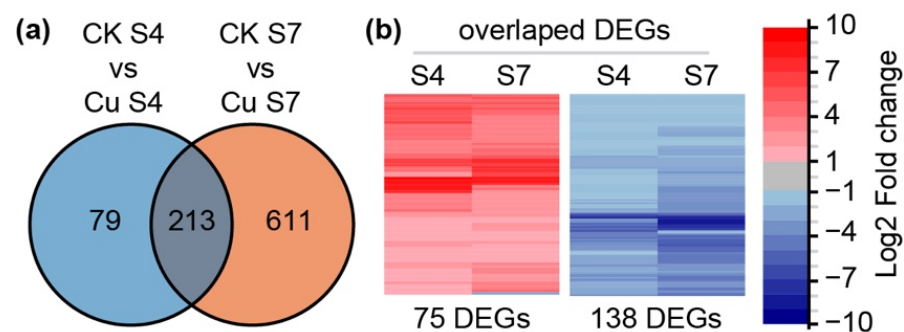 (a)
CK S4
vs
Cu S4
CK S7
vs
Cu S7
79
213
611
(b)
overlaped DEGs
S4
S7
S4
S7
75 DEGs
138 DEGs
10
7
4
1
−1
−4
−7
−10
Log2 Fold change